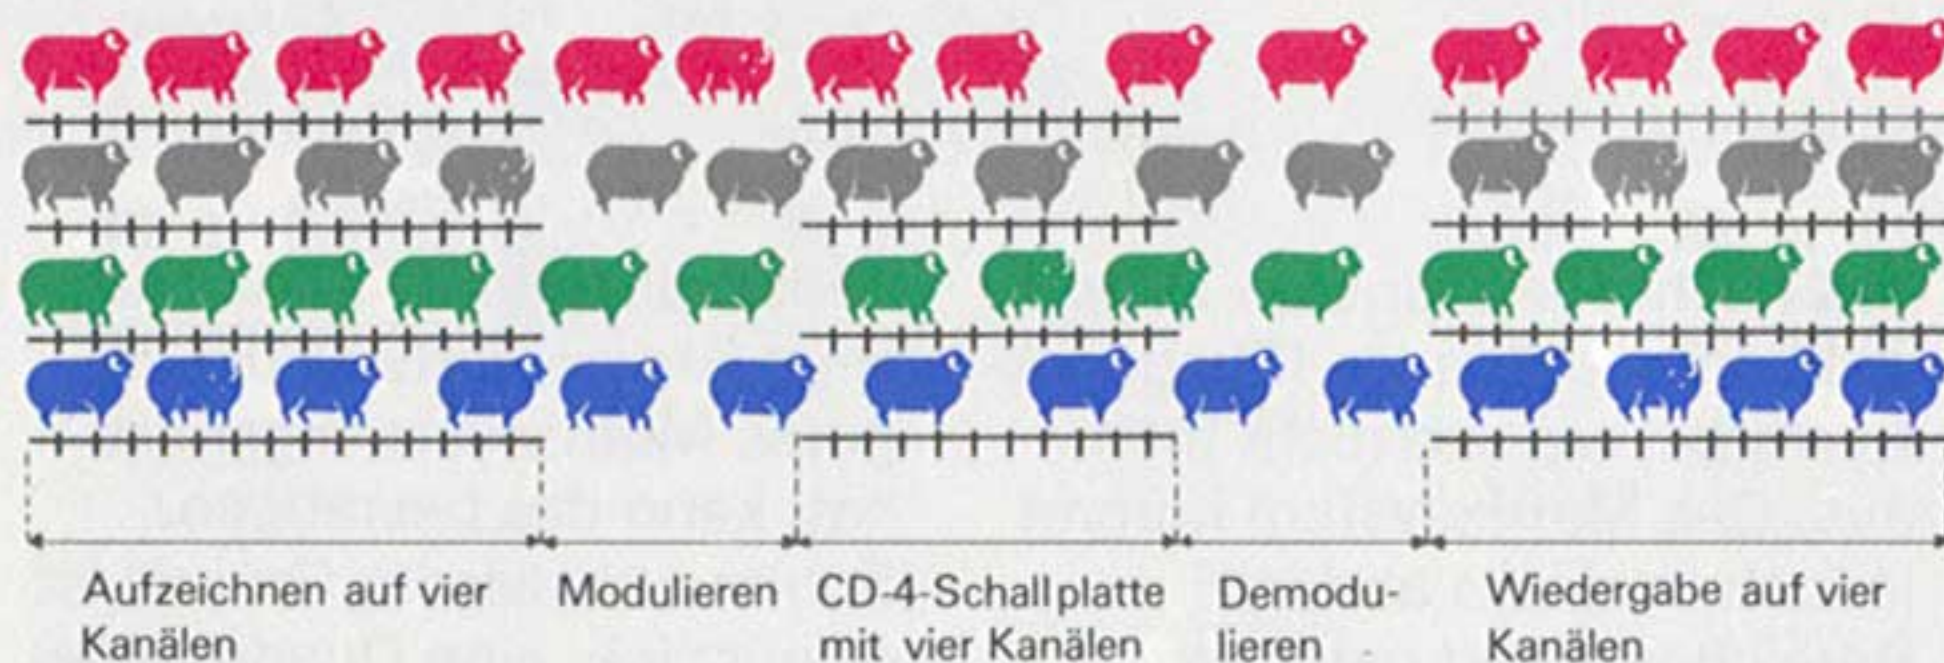 Aufzeichnen auf vier
Kanälen
Modulieren
CD-4-Schallplatte
mit vier Kanälen
Demodu-
lieren
Wiedergabe auf vier
Kanälen